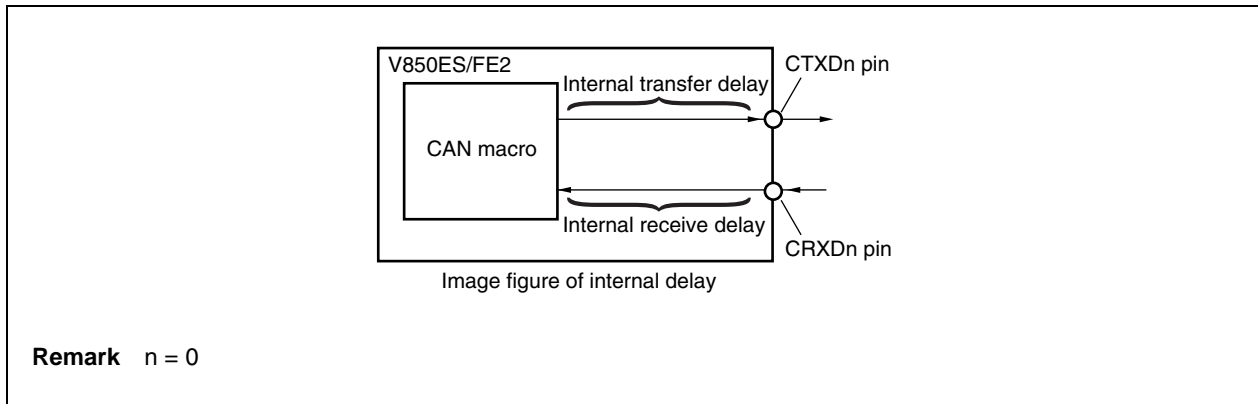 V850ES/FE2
CTXDn pin
Internal transfer delay
CAN macro
Internal receive delay
CRXDn pin
Image figure of internal delay
Remark n = 0